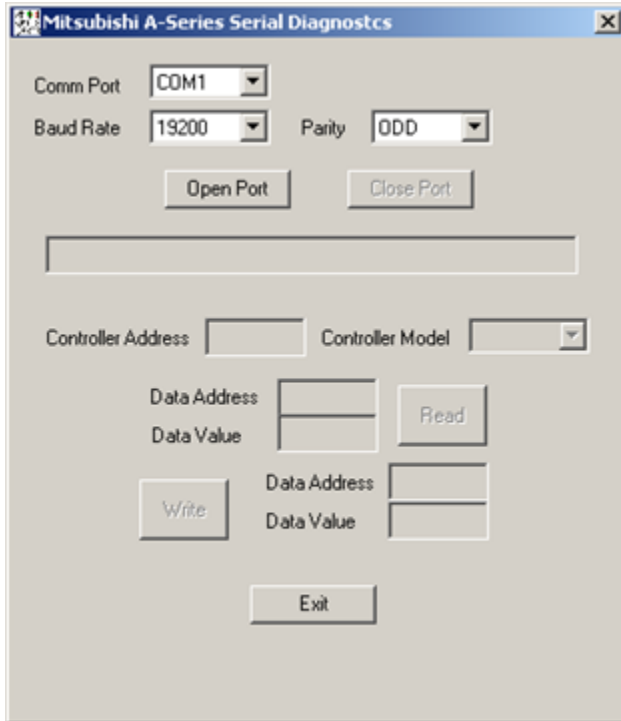 Mitsubishi A-Series Serial Diagnostcs
Comm Port COM1
Baud Rate 19200 Parity ODD
Open Port Close Port
Controller Address Controller Model
Data Address
Read
Data Value
Data Address
Write
Data Value
Exit